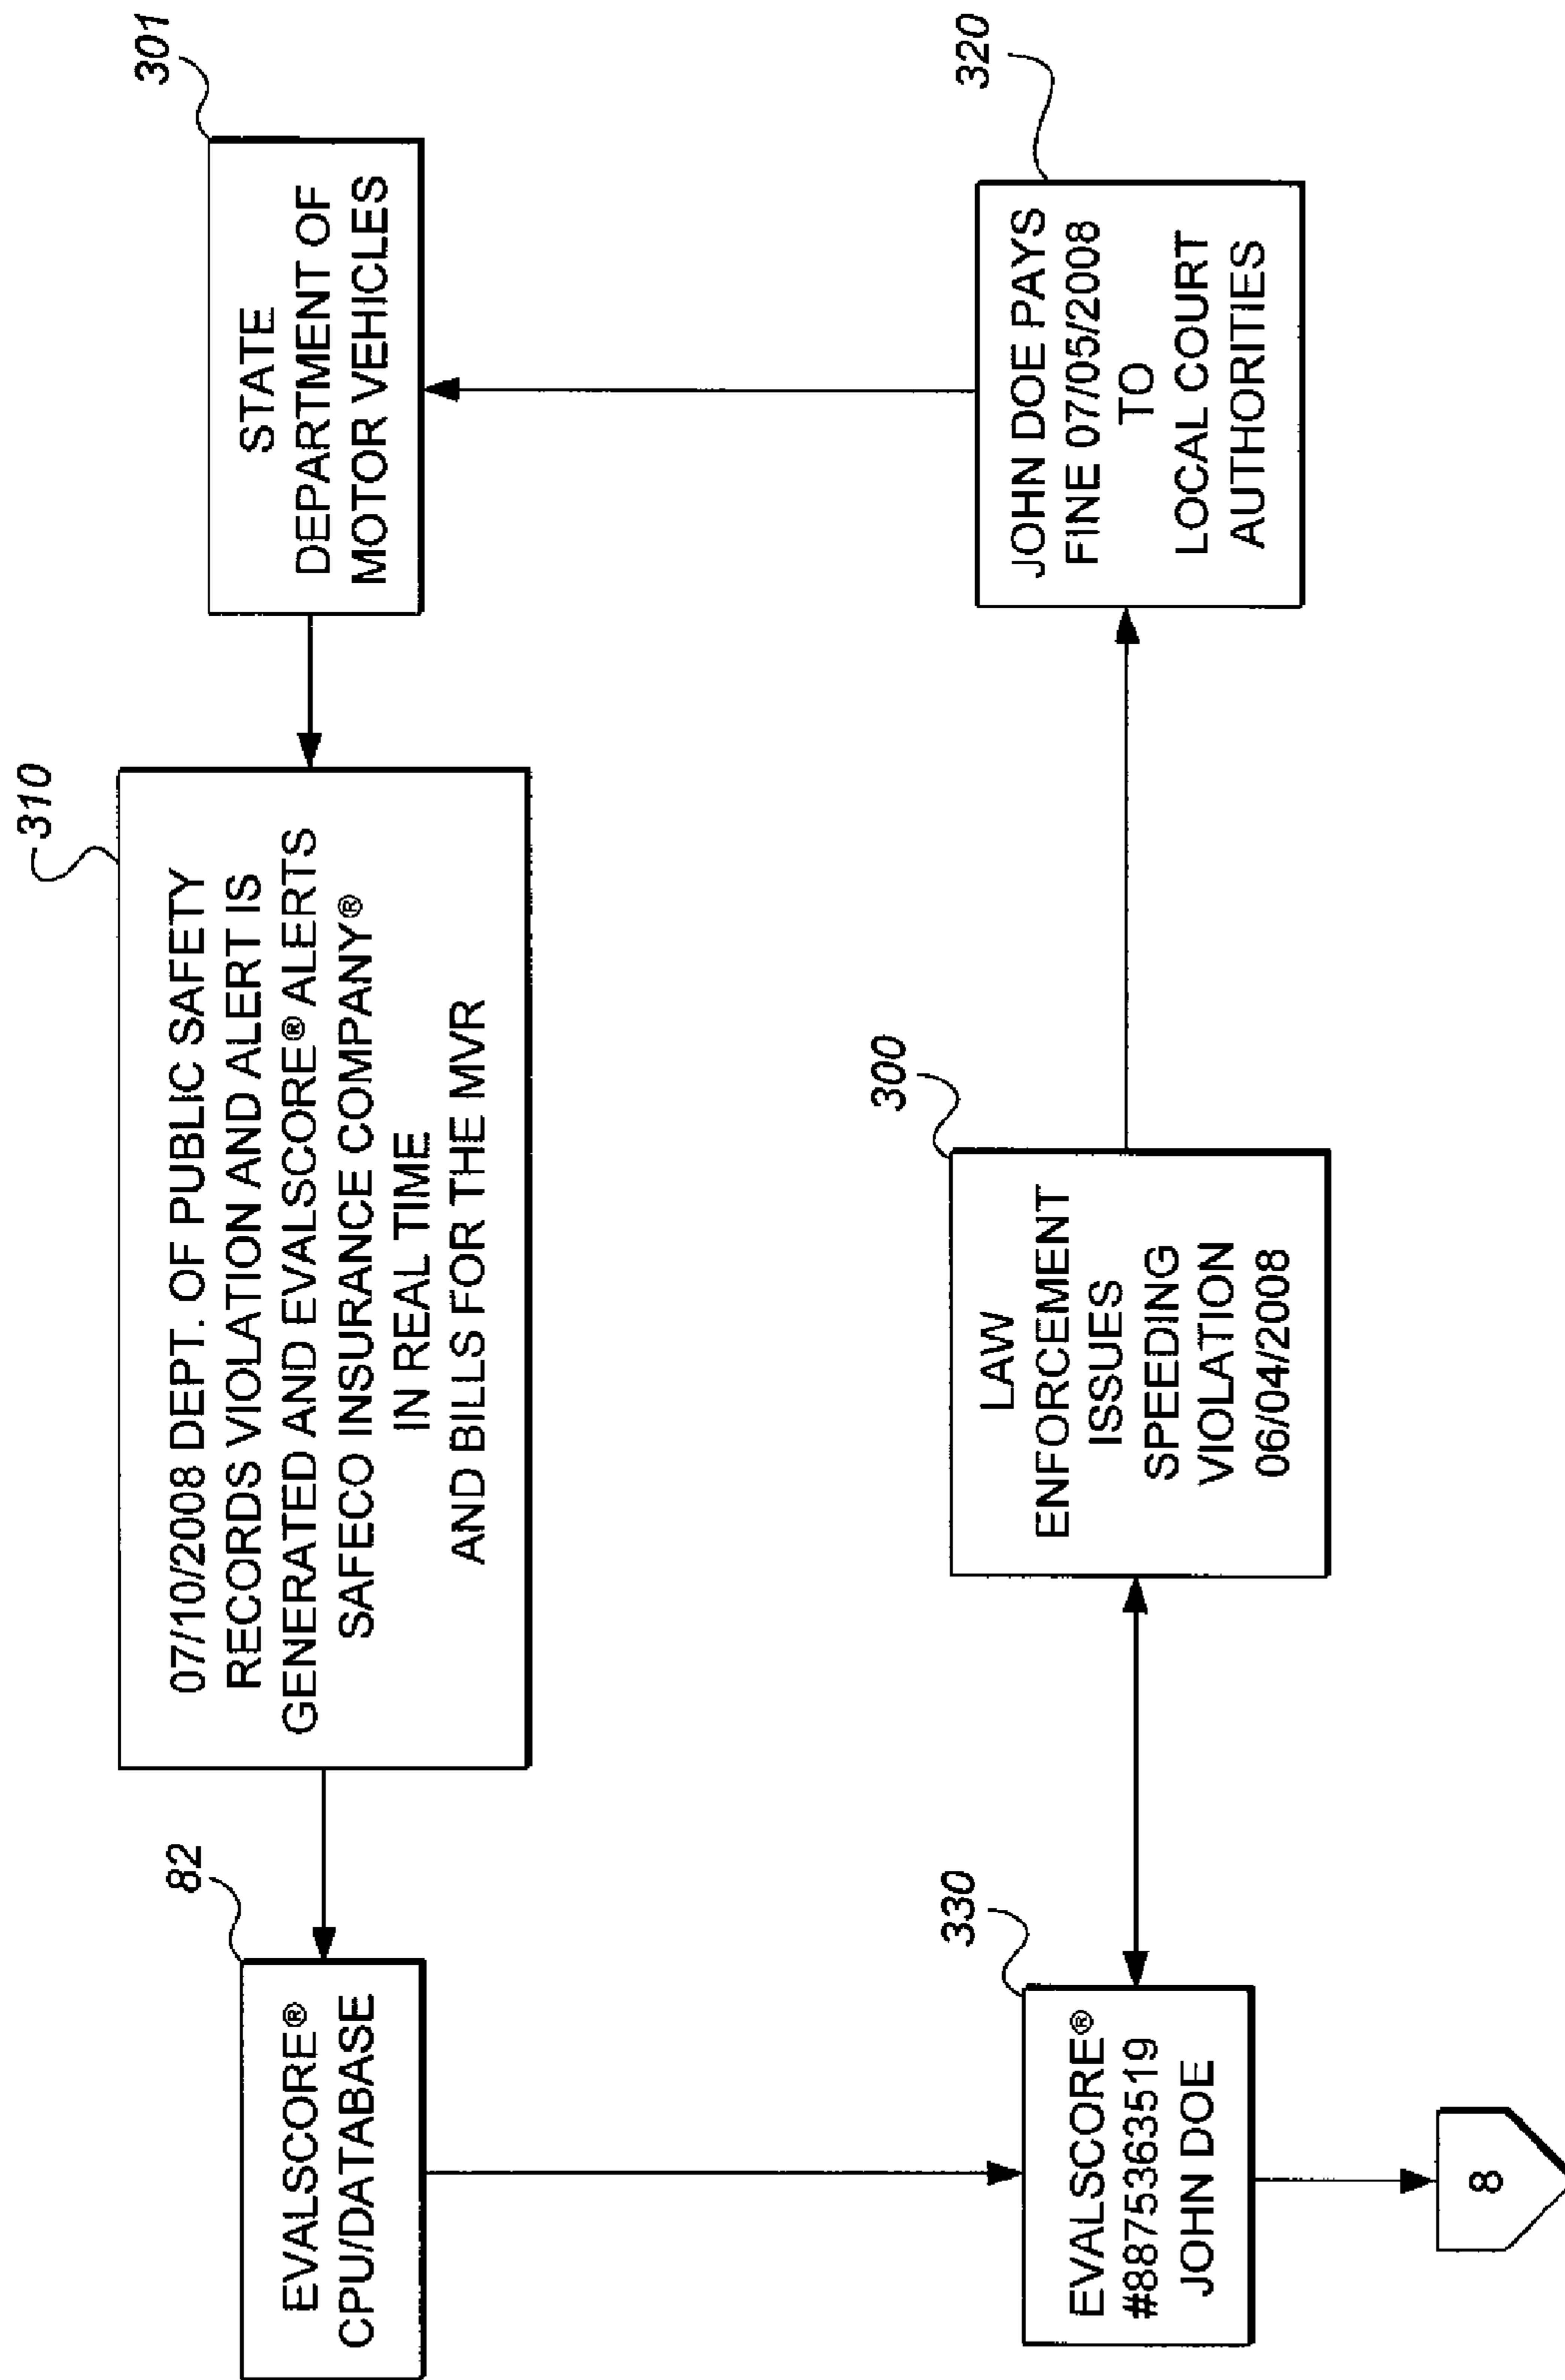 82
EVALSCORE®
CPU/DATABASE
310
07/10/2008 DEPT. OF PUBLIC SAFETY
RECORDS VIOLATION AND ALERT IS
GENERATED AND EVALSCORE® ALERTS
SAFECO INSURANCE COMPANY®
IN REAL TIME
AND BILLS FOR THE MVR
301
STATE
DEPARTMENT OF
MOTOR VEHICLES
330
EVALSCORE®
#8875363519
JOHN DOE
300
LAW
ENFORCEMENT
ISSUES
SPEEDING
VIOLATION
06/04/2008
320
JOHN DOE PAYS
FINE 07/05/2008
TO
LOCAL COURT
AUTHORITIES
8